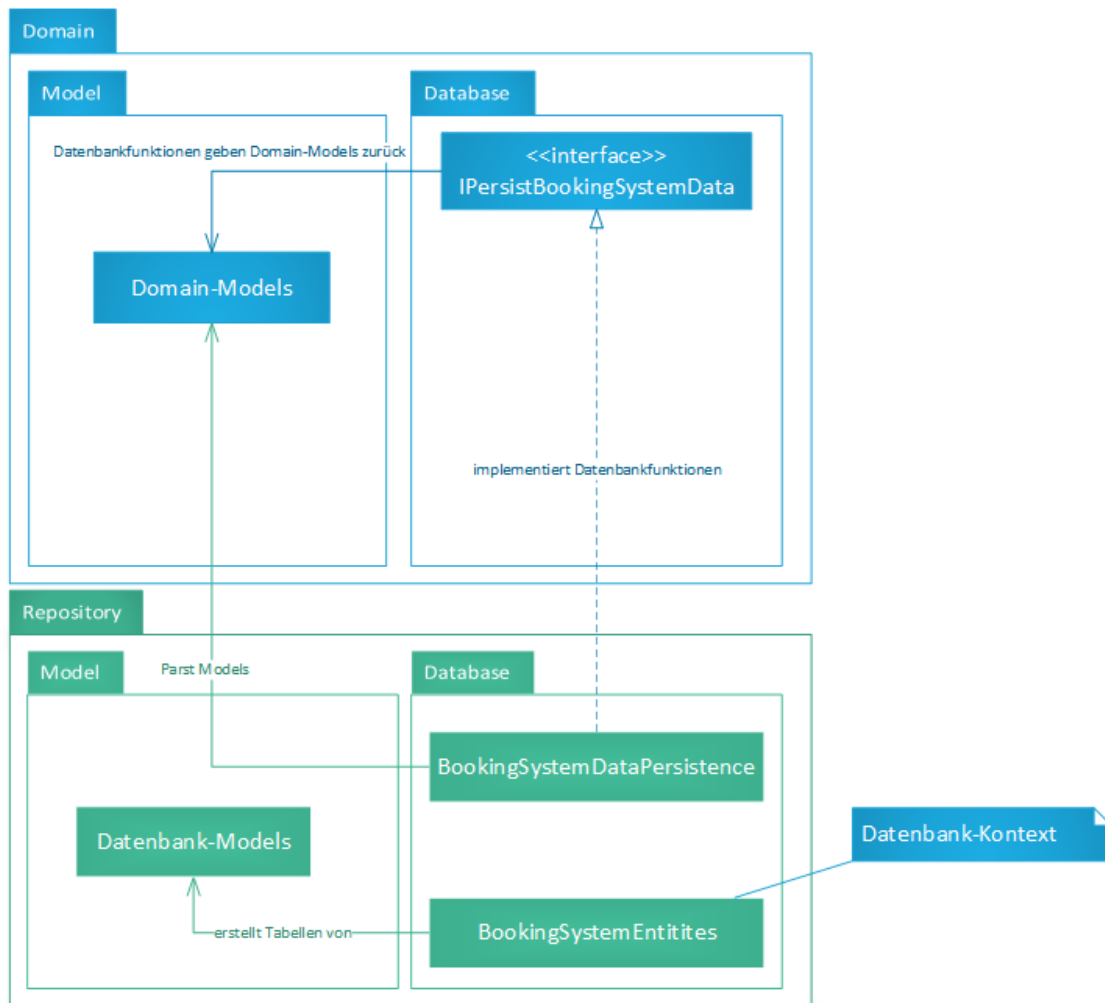 Domain
Model
Database
Datenbankfunktionen geben Domain-Models zurück
<<interface>>
IPersistBookingSystemData
Domain-Models
implementiert Datenbankfunktionen
Repository
Model
Database
Parst Models
BookingSystemDataPersistence
Datenbank-Models
Datenbank-Kontext
erstellt Tabellen von
BookingSystemEntitites